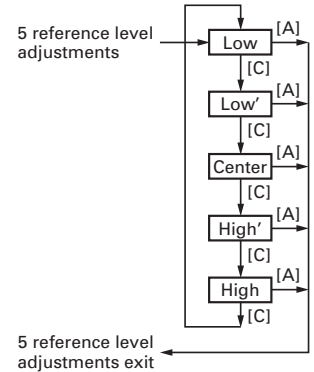 5 reference level
adjustments
Low
[A]
[C]
Low’
[A]
[C]
Center
[A]
[C]
High’
[A]
[C]
High
[A]
[C]
5 reference level
adjustments exit